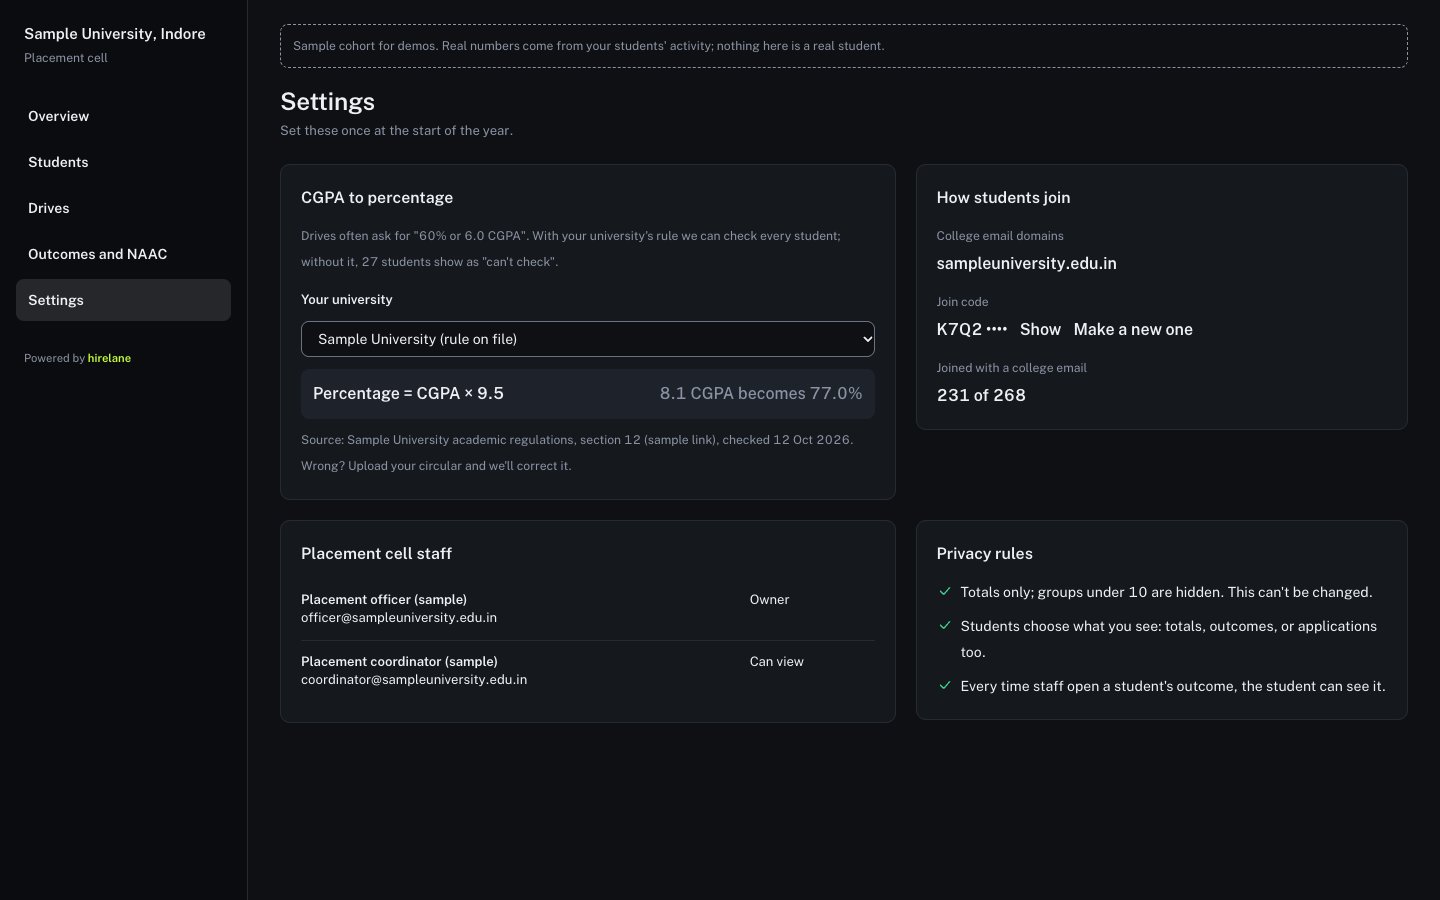 Sample University, Indore
Placement cell
Overview
Students
Drives
Outcomes and NAAC
Settings
Powered by hirelane
Sample cohort for demos. Real numbers come from your students' activity; nothing here is a real student.
Settings
Set these once at the start of the year.
CGPA to percentage
Drives often ask for "60% or 6.0 CGPA". With your university's rule we can check every student;
without it, 27 students show as "can't check".
Your university
Sample University (rule on file)
Percentage = CGPA × 9.5 8.1 CGPA becomes 77.0%
Source: Sample University academic regulations, section 12 (sample link), checked 12 Oct 2026.
Wrong? Upload your circular and we'll correct it.
How students join
College email domains
sampleuniversity.edu.in
Join code
K7Q2 •••• Show Make a new one
Joined with a college email
231 of 268
Placement cell staff
Placement officer (sample) Owner
officer@sampleuniversity.edu.in
Placement coordinator (sample) Can view
coordinator@sampleuniversity.edu.in
Privacy rules
Totals only; groups under 10 are hidden. This can't be changed.
Students choose what you see: totals, outcomes, or applications
too.
Every time staff open a student's outcome, the student can see it.